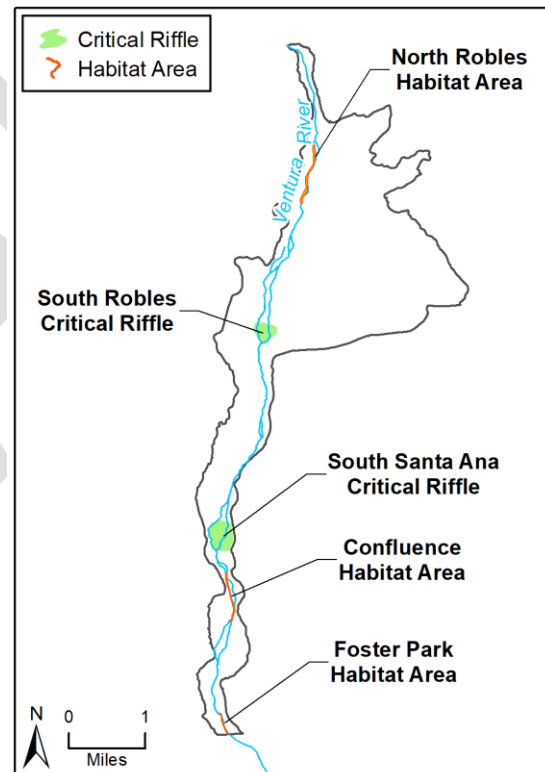 Critical Riffle
Habitat Area
North Robles
Habitat Area
Ventura River
South Robles
Critical Riffle
South Santa Ana
Critical Riffle
Confluence
Habitat Area
Foster Park
Habitat Area
N
0 1
Miles